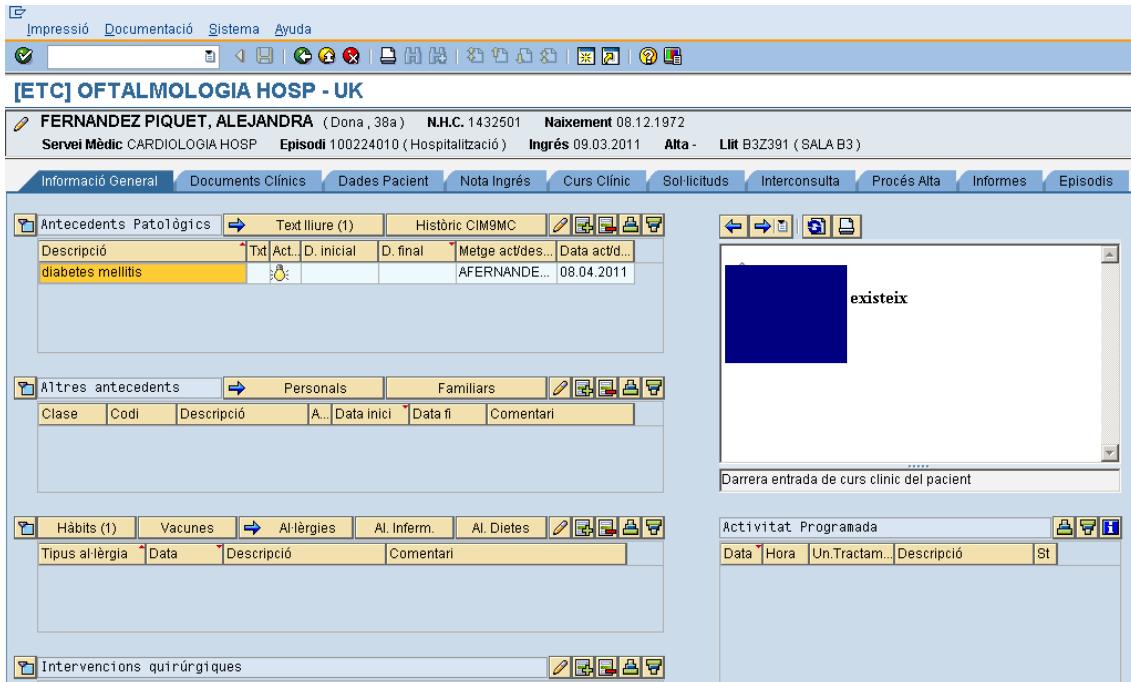 Impressió Documentació Sistema Ayuda
[ETC] OFTALMOLOGIA HOSP - UK
FERNANDEZ PIQUET, ALEJANDRA (Dona , 38a) N.H.C. 1432501 Naixement 08.12.1972
Servei Mèdic CARDIOLOGIA HOSP Episodi 100224010 ( Hospitalització ) Ingrés 09.03.2011 Alta - Llit B3Z391 ( SALA B3 )
Informació General Documents Clínics Dades Pacient Nota Ingrés Curs Clínic Sol·licituds Interconsulta Procés Alta Informes Episodis
Antecedents Patològics Text lliure (1) Històric CIM9MC
Descripció Txt Act... D. inicial D. final Metge act/des... Data act/d...
diabetes mellitis AFERNANDE... 08.04.2011
existeix
Altres antecedents Personals Familiars
Clase Codi Descripció A... Data inici Data fi Comentari
Darrera entrada de curs clinic del pacient
Hàbits (1) Vacunes Al·lèrgies Al. Inferm. Al. Dietes
Tipus al·lèrgia Data Descripció Comentari
Activitat Programada
Data Hora Un.Tractam... Descripció St
Intervencions quirúrgiques